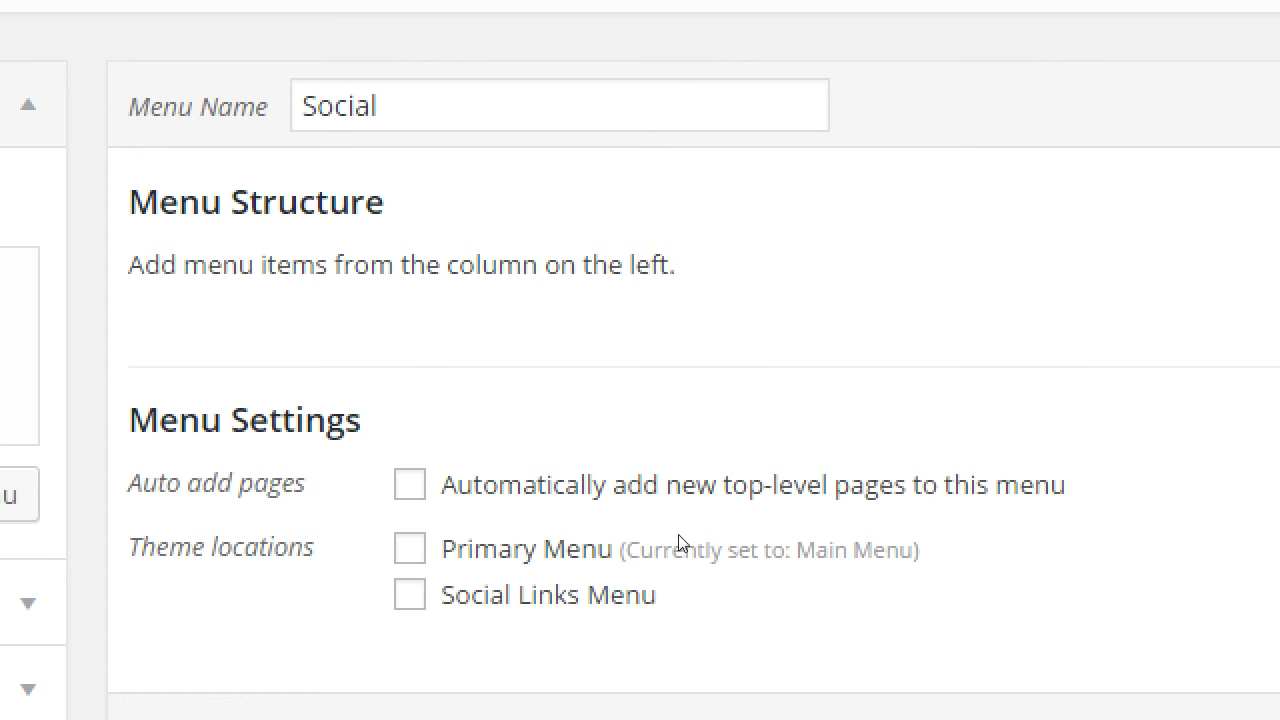 Menu Name Social
Menu Structure
Add menu items from the column on the left.
Menu Settings
Auto add pages Automatically add new top-level pages to this menu
u
Theme locations Primary Menu (Currently set to: Main Menu)
Social Links Menu